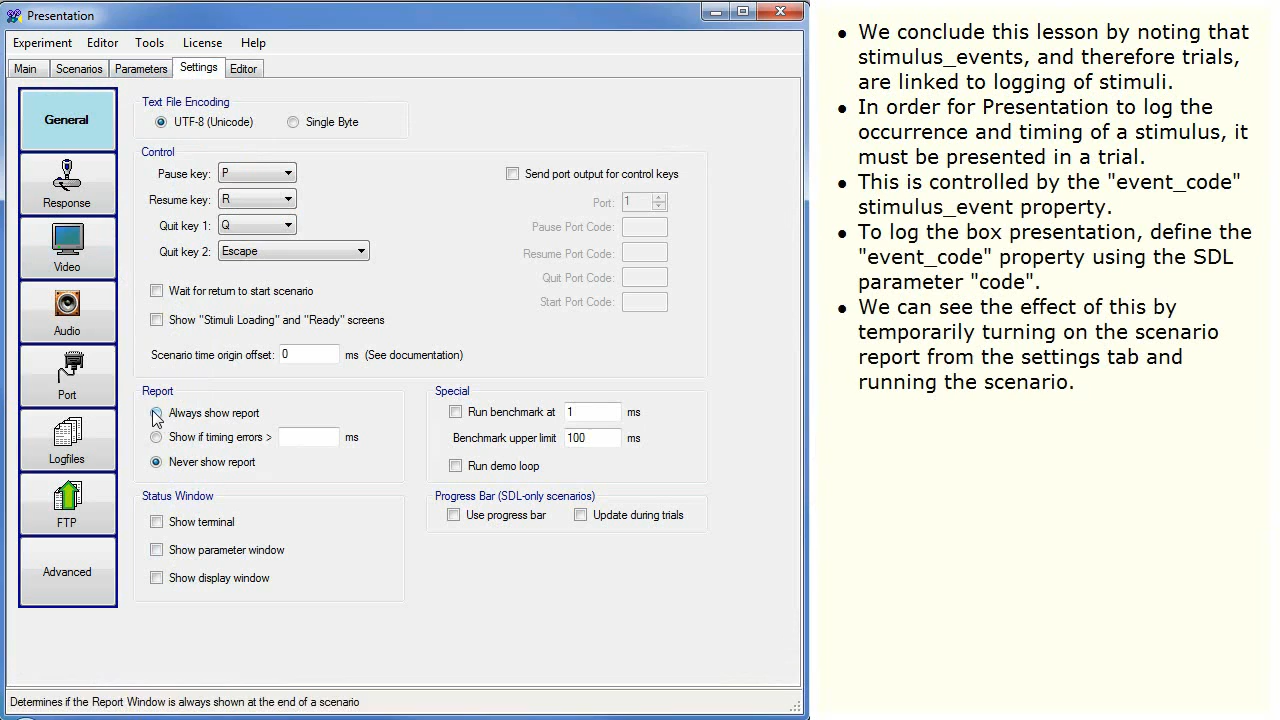 Presentation
Experiment Editor Tools License Help
Main Scenarios Parameters Settings Editor
General
Response
Video
Audio
Port
Logfiles
FTP
Advanced
Text File Encoding
UTF-8 (Unicode) Single Byte
Control
Pause key: P
Resume key: R
Quit key 1: Q
Quit key 2: Escape
Wait for return to start scenario
Show "Stimuli Loading" and "Ready" screens
Scenario time origin offset: 0 ms (See documentation)
Send port output for control keys
Port: 1
Pause Port Code:
Resume Port Code:
Quit Port Code:
Start Port Code:
Report
Always show report
Show if timing errors > ms
Never show report
Special
Run benchmark at 1 ms
Benchmark upper limit 100 ms
Run demo loop
Status Window
Show terminal
Show parameter window
Show display window
Progress Bar (SDL-only scenarios)
Use progress bar Update during trials
Determines if the Report Window is always shown at the end of a scenario
• We conclude this lesson by noting that
stimulus_events, and therefore trials,
are linked to logging of stimuli.
• In order for Presentation to log the
occurrence and timing of a stimulus, it
must be presented in a trial.
• This is controlled by the "event_code"
stimulus_event property.
• To log the box presentation, define the
"event_code" property using the SDL
parameter "code".
• We can see the effect of this by
temporarily turning on the scenario
report from the settings tab and
running the scenario.